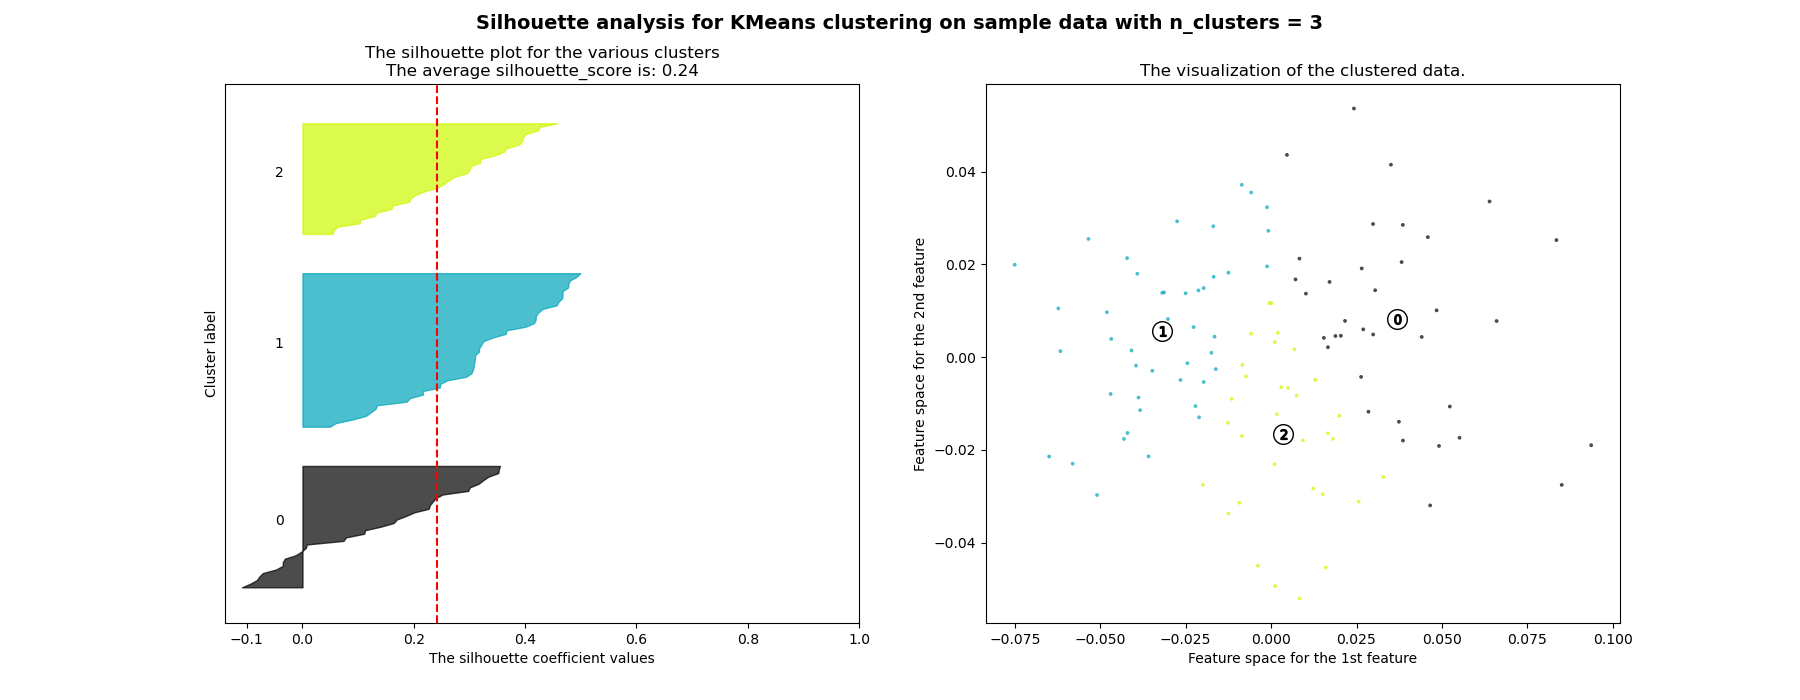 Silhouette analysis for KMeans clustering on sample data with n_clusters = 3
The silhouette plot for the various clusters
The average silhouette_score is: 0.24
Cluster label
2
1
0
−0.1 0.0 0.2 0.4 0.6 0.8 1.0
The silhouette coefficient values
The visualization of the clustered data.
Feature space for the 2nd feature
0.04
0.02
0.00
−0.02
−0.04
0
1
2
−0.075 −0.050 −0.025 0.000 0.025 0.050 0.075 0.100
Feature space for the 1st feature